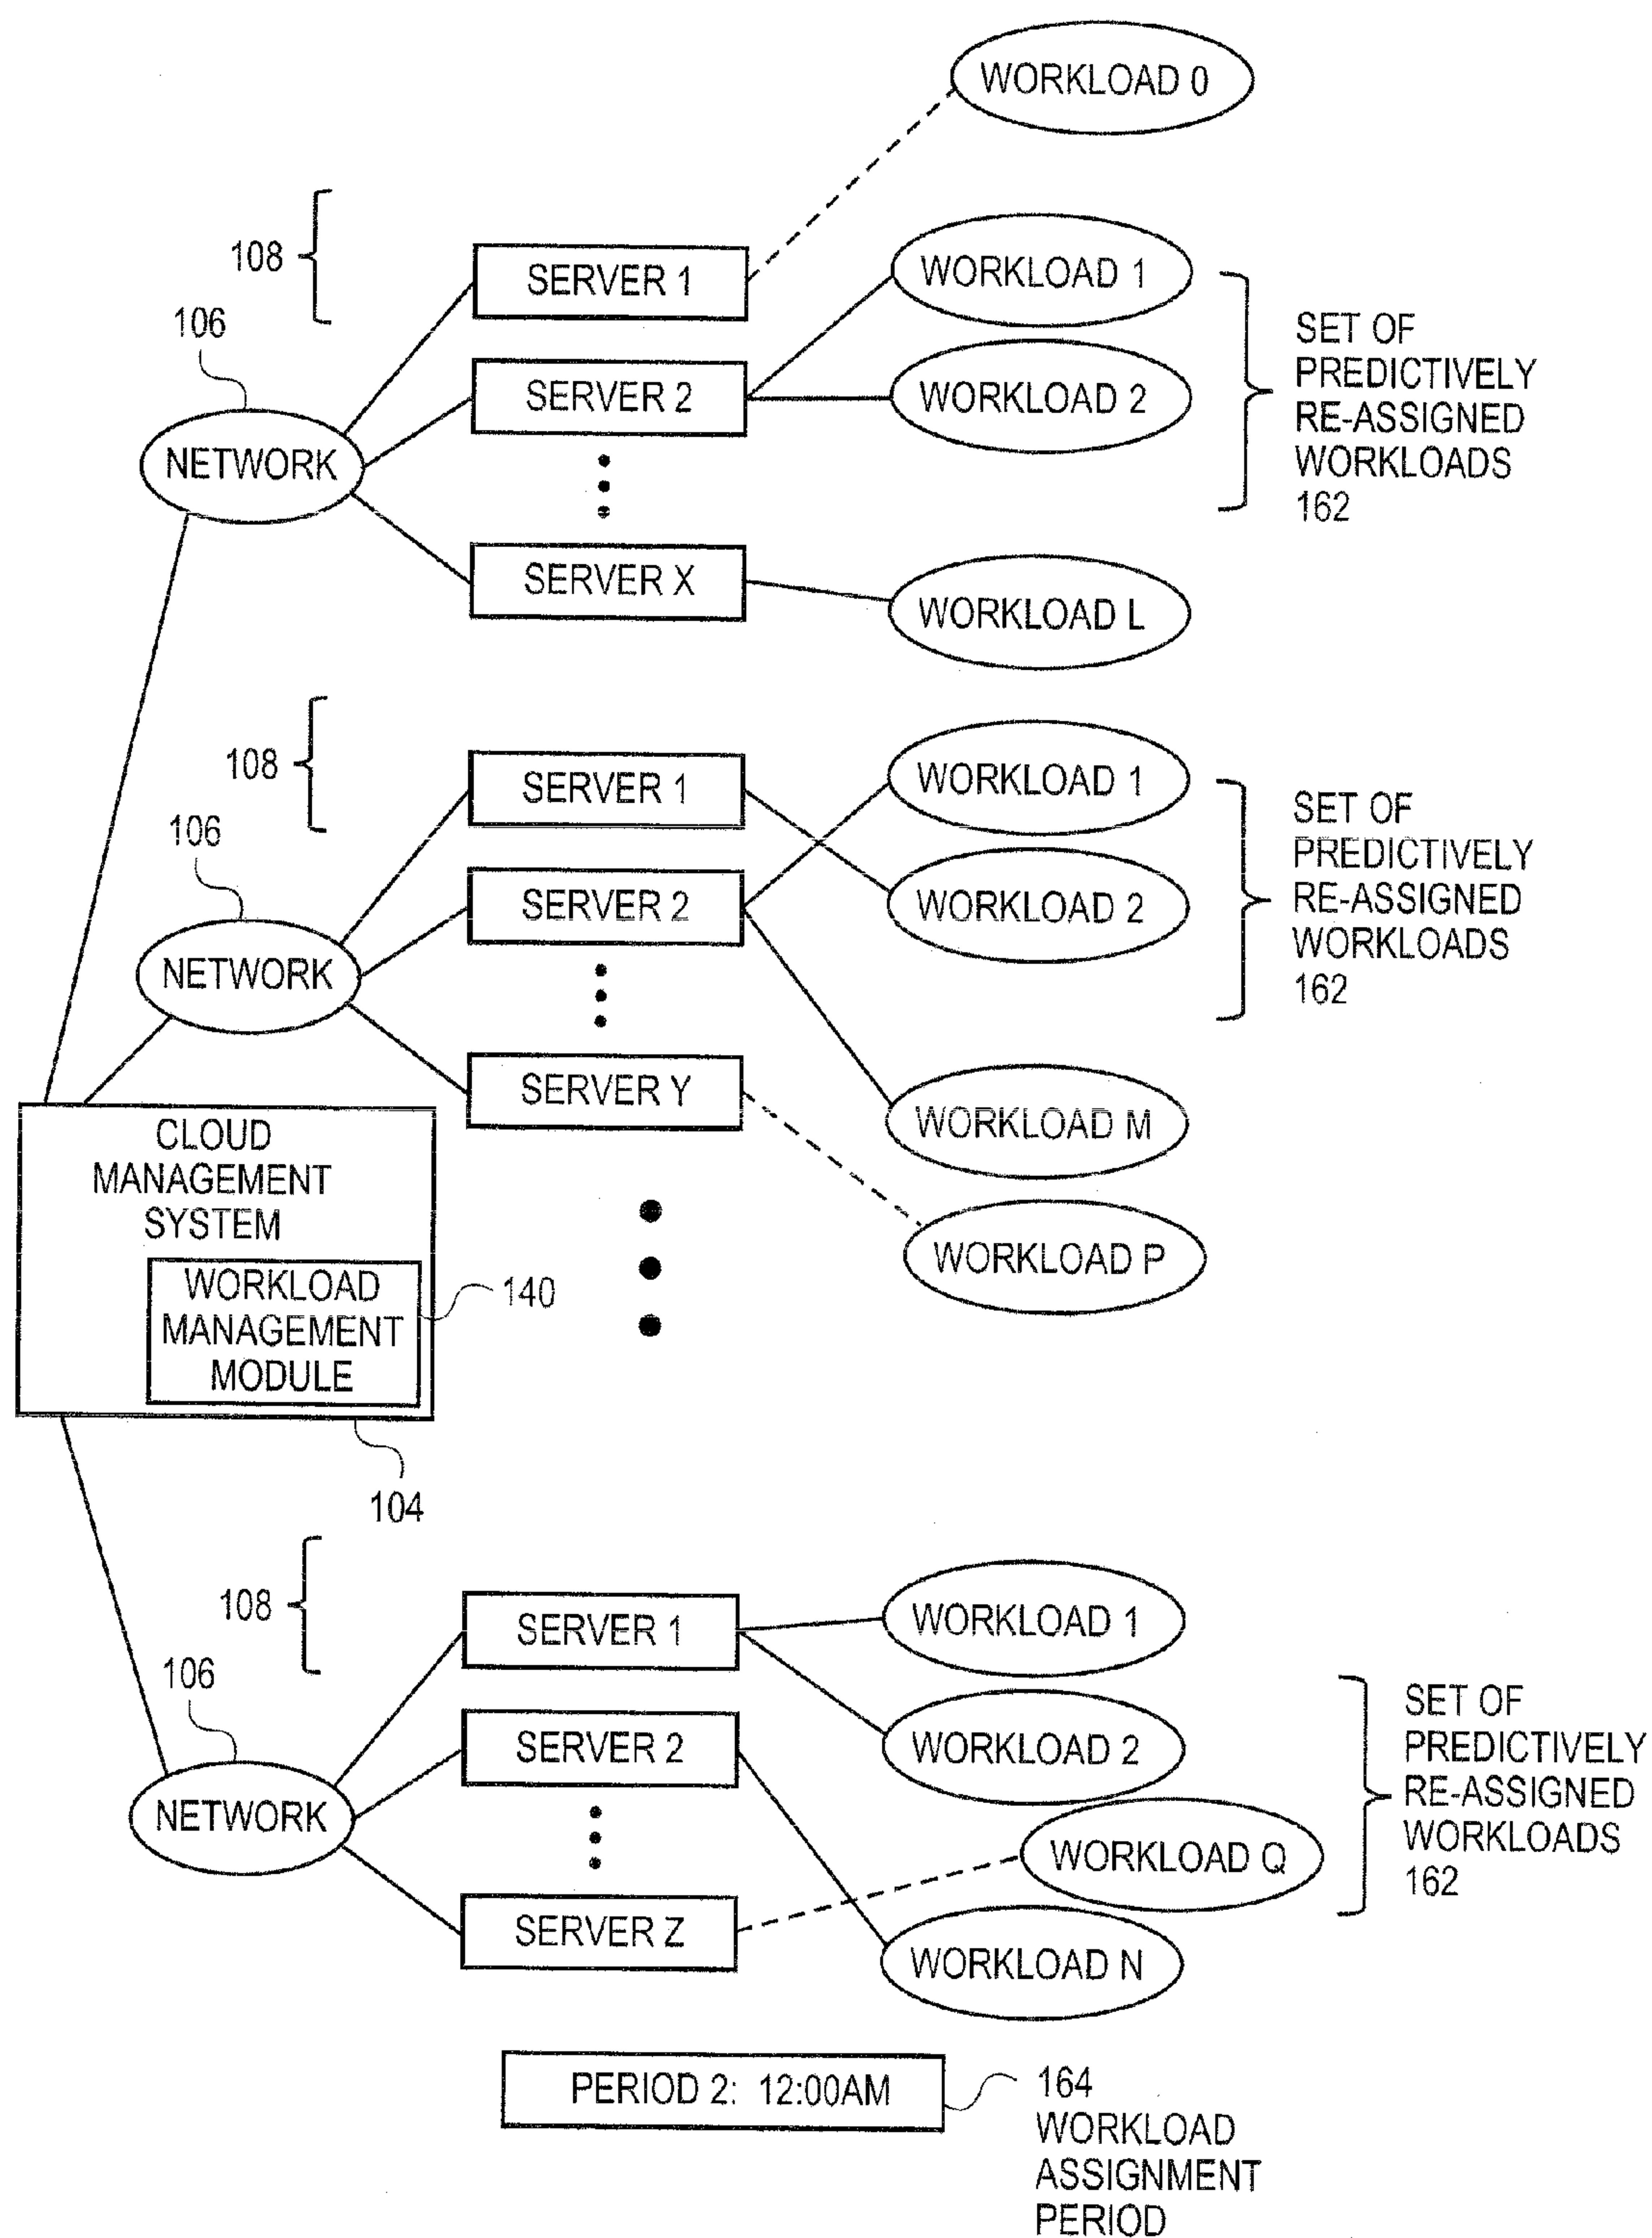 WORKLOAD 0
108
SERVER 1
WORKLOAD 1
106
SERVER 2
WORKLOAD 2
NETWORK
SET OF
PREDICTIVELY
RE-ASSIGNED
WORKLOADS
162
SERVER X
WORKLOAD L
108
SERVER 1
WORKLOAD 1
106
SERVER 2
WORKLOAD 2
NETWORK
SET OF
PREDICTIVELY
RE-ASSIGNED
WORKLOADS
162
SERVER Y
WORKLOAD M
WORKLOAD P
CLOUD
MANAGEMENT
SYSTEM
WORKLOAD
MANAGEMENT
MODULE
140
104
108
SERVER 1
WORKLOAD 1
106
SERVER 2
WORKLOAD 2
NETWORK
WORKLOAD Q
SET OF
PREDICTIVELY
RE-ASSIGNED
WORKLOADS
162
SERVER Z
WORKLOAD N
PERIOD 2: 12:00AM
164
WORKLOAD
ASSIGNMENT
PERIOD